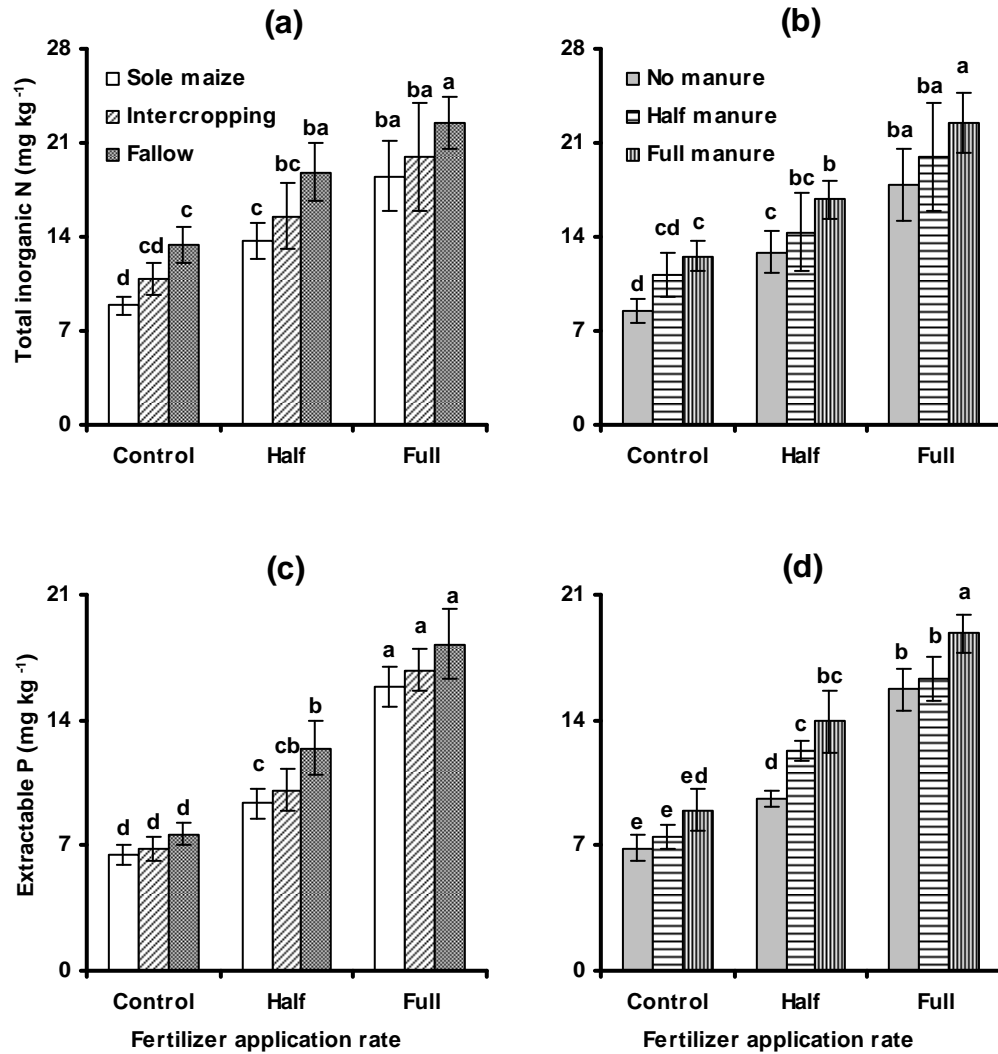 (a)
Total inorganic N (mg kg -1)
28
21
14
7
0
Sole maize
Intercropping
Fallow
d
cd
c
c
bc
ba
ba
ba
a
Control Half Full
(b)
28
21
14
7
0
No manure
Half manure
Full manure
d
cd
c
c
bc
b
ba
ba
a
Control Half Full
(c)
Extractable P (mg kg -1)
21
14
7
0
d
d
d
c
cb
b
a
a
a
Control Half Full
Fertilizer application rate
(d)
21
14
7
0
e
e
ed
d
c
bc
b
b
a
Control Half Full
Fertilizer application rate